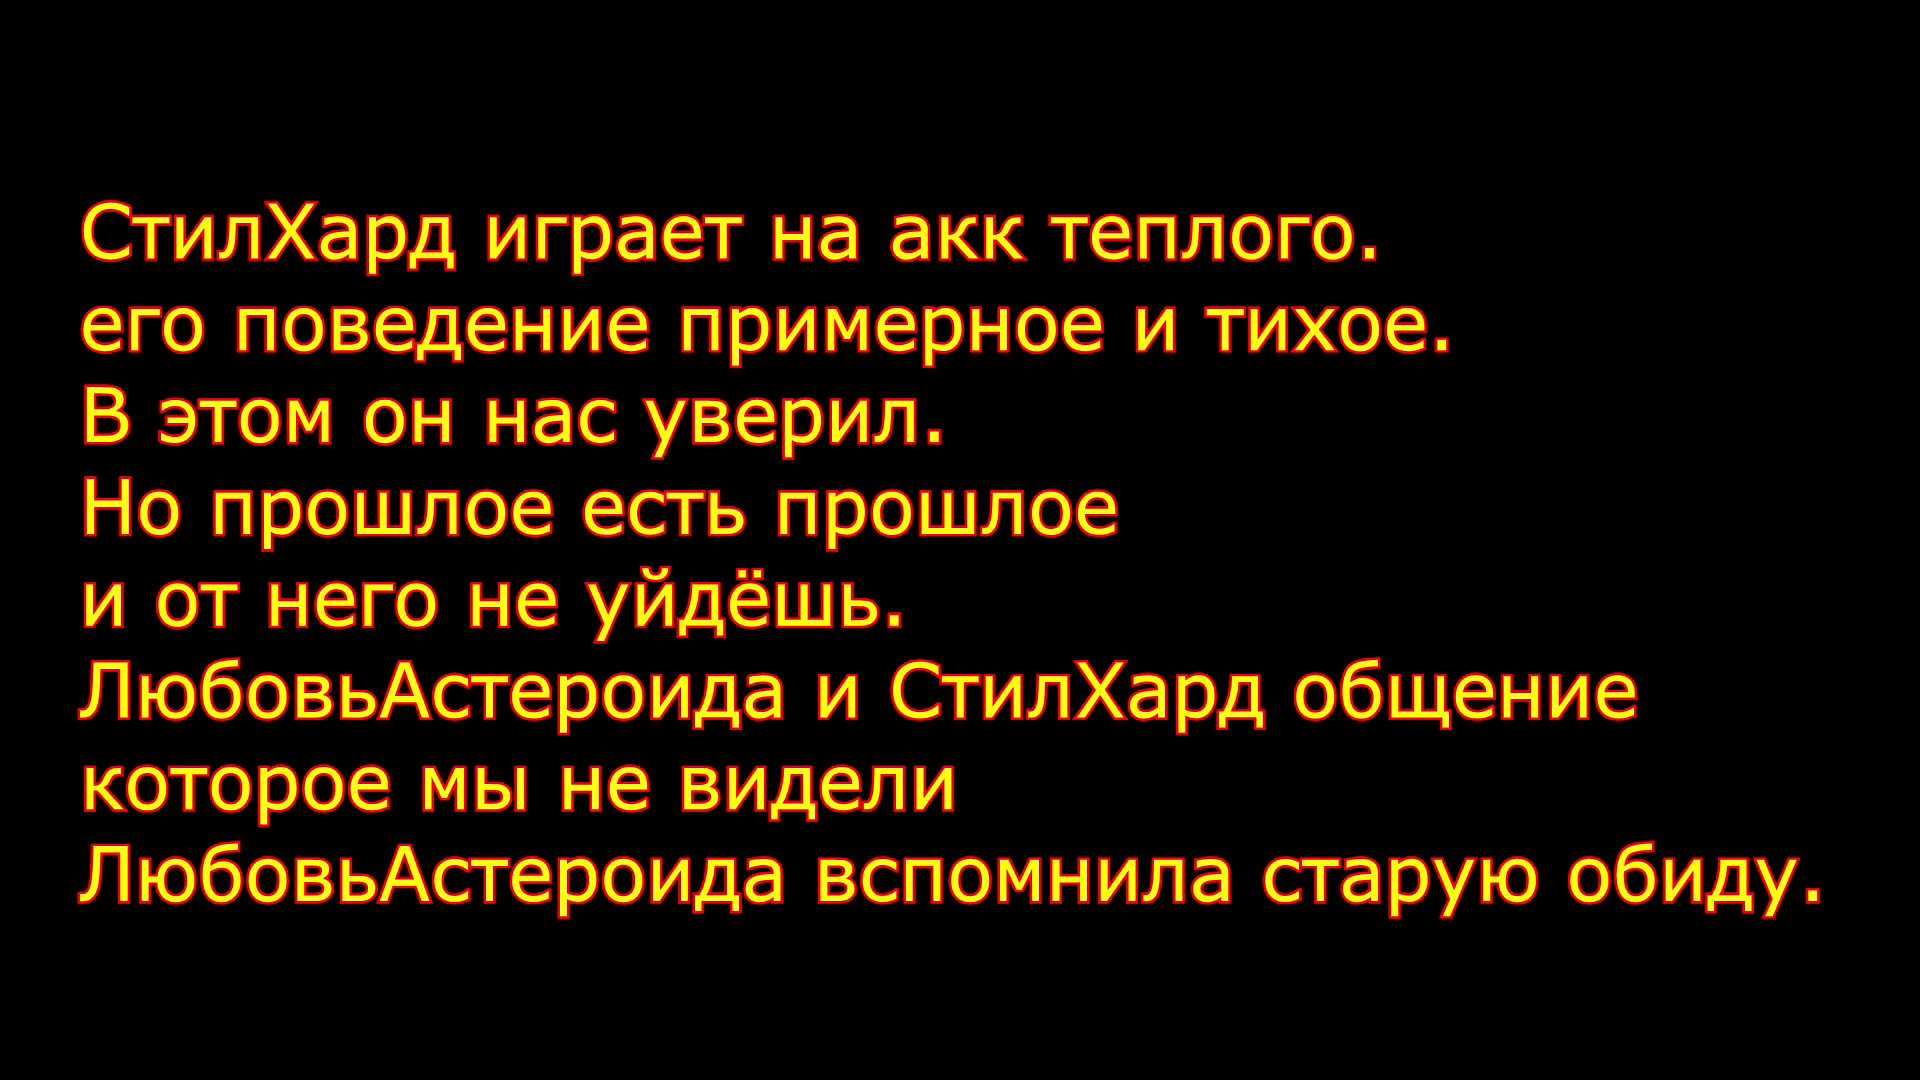 СтилХард играет на акк теплого.
его поведение примерное и тихое.
В этом он нас уверил.
Но прошлое есть прошлое
и от него не уйдёшь.
ЛюбовьАстероида и СтилХард общение
которое мы не видели
ЛюбовьАстероида вспомнила старую обиду.